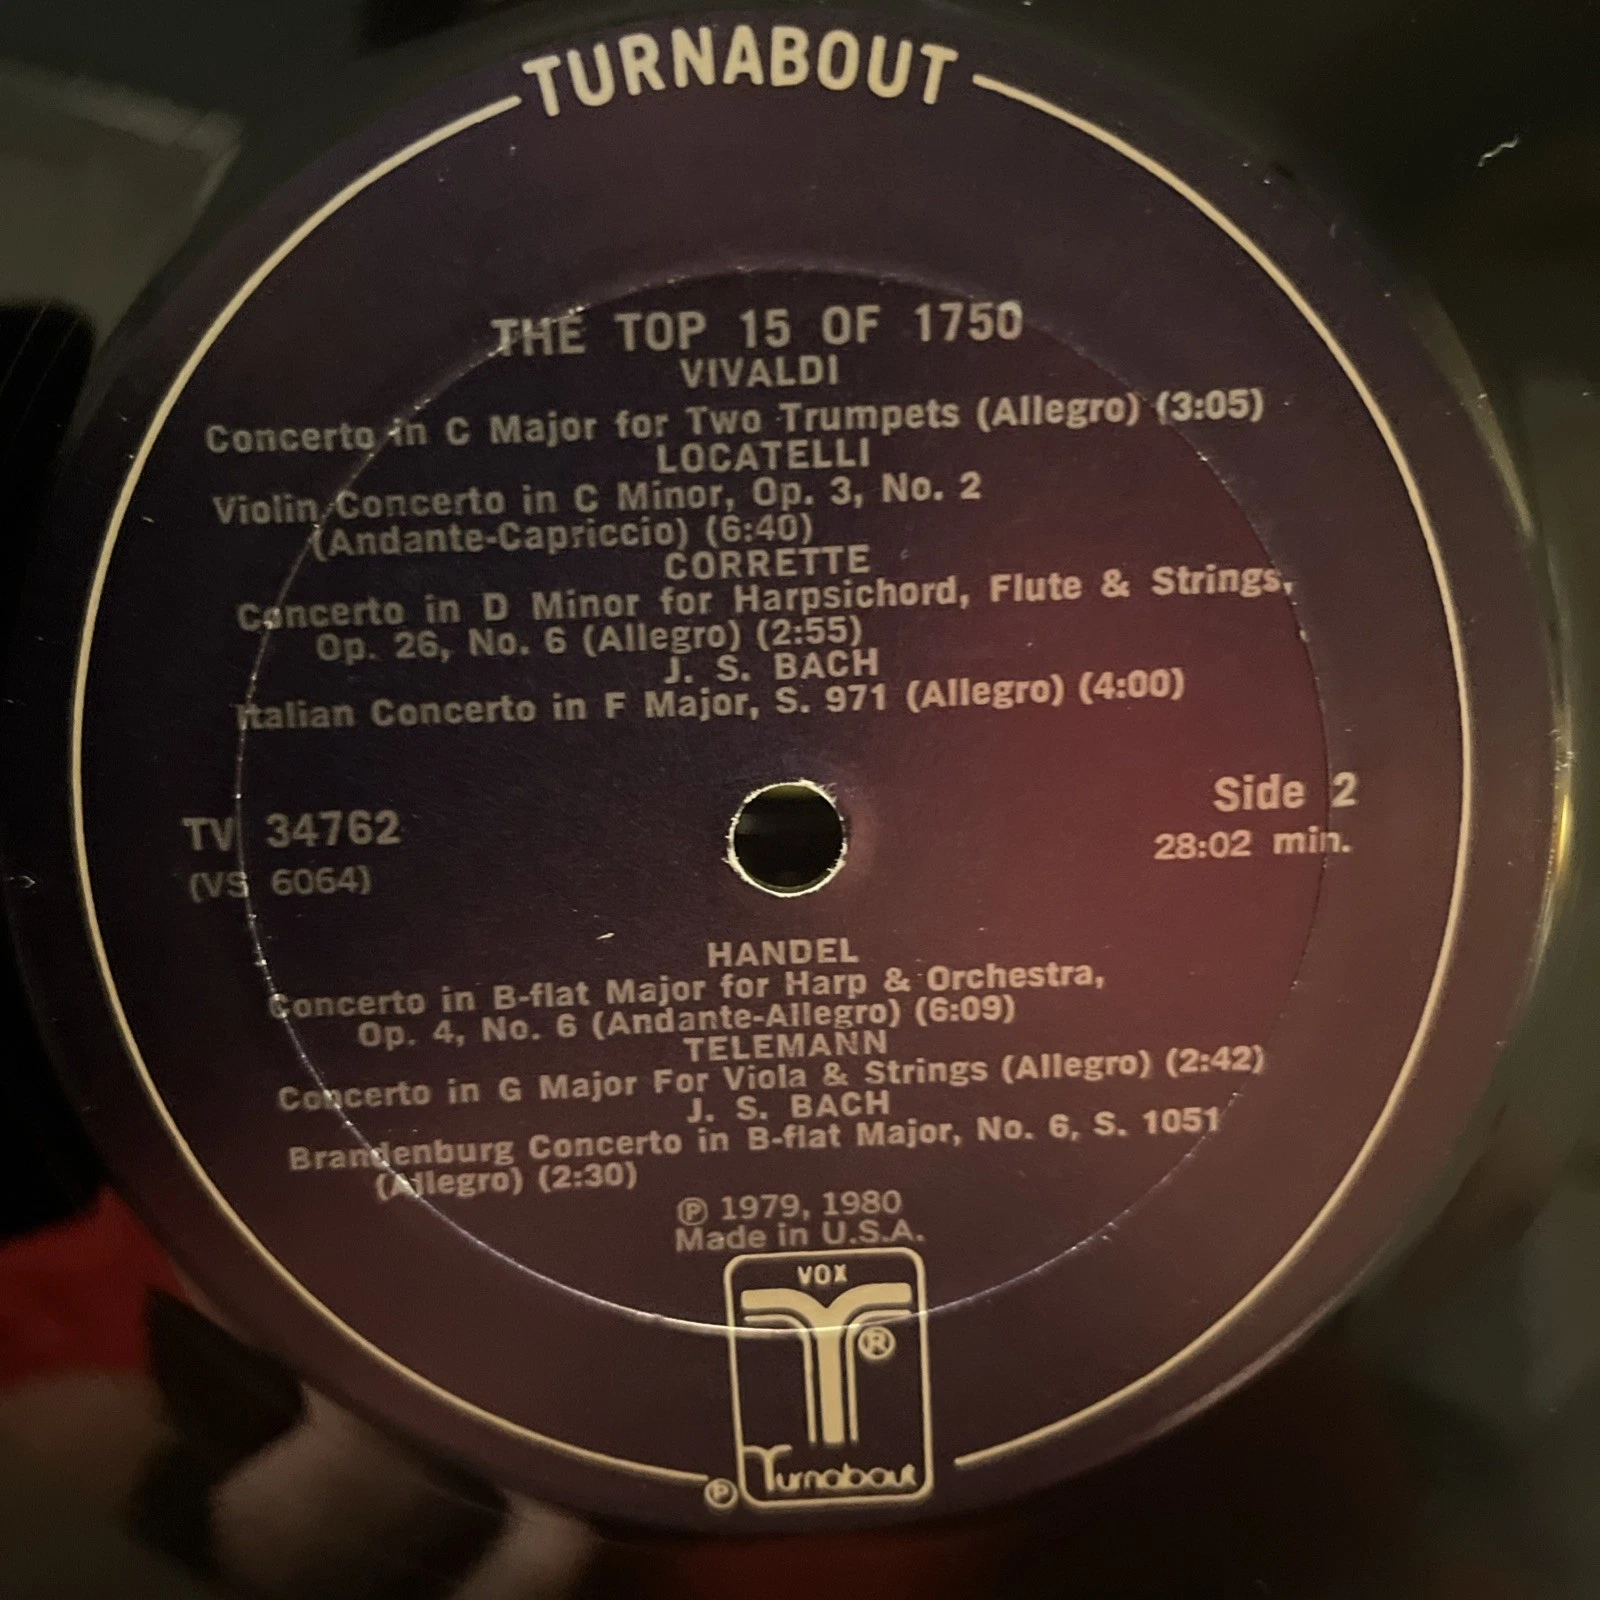 TURNABOUT
THE TOP 15 OF 1750
VIVALDI
Concerto in C Major for Two Trumpets (Allegro) (3:05)
LOCATELLI
Violin Concerto in C Minor, Op. 3, No. 2
(Andante-Capriccio) (6:40)
CORRETTE
Concerto in D Minor for Harpsichord, Flute & Strings,
Op. 26, No. 6 (Allegro) (2:55)
J. S. BACH
Italian Concerto in F Major, S. 971 (Allegro) (4:00)
Side 2
TV 34762
28:02 min.
(VS 6064)
HANDEL
Concerto in B-flat Major for Harp & Orchestra,
Op. 4, No. 6 (Andante-Allegro) (6:09)
TELEMANN
Concerto in G Major For Viola & Strings (Allegro) (2:42)
J. S. BACH
Brandenburg Concerto in B-flat Major, No. 6, S. 1051
(Allegro) (2:30)
℗ 1979, 1980
Made in U.S.A.
VOX
®
Turnabout
℗